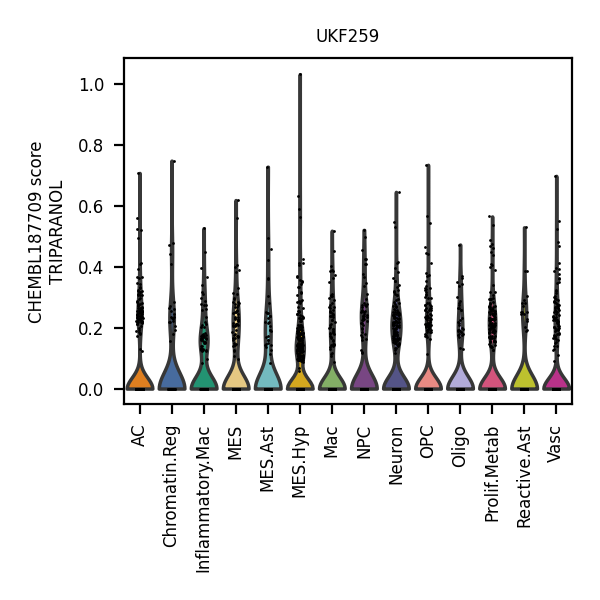 UKF259
CHEMBL187709 score
TRIPARANOL
1.0
0.8
0.6
0.4
0.2
0.0
AC
Chromatin.Reg
Inflammatory.Mac
MES
MES.Ast
MES.Hyp
Mac
NPC
Neuron
OPC
Oligo
Prolif.Metab
Reactive.Ast
Vasc